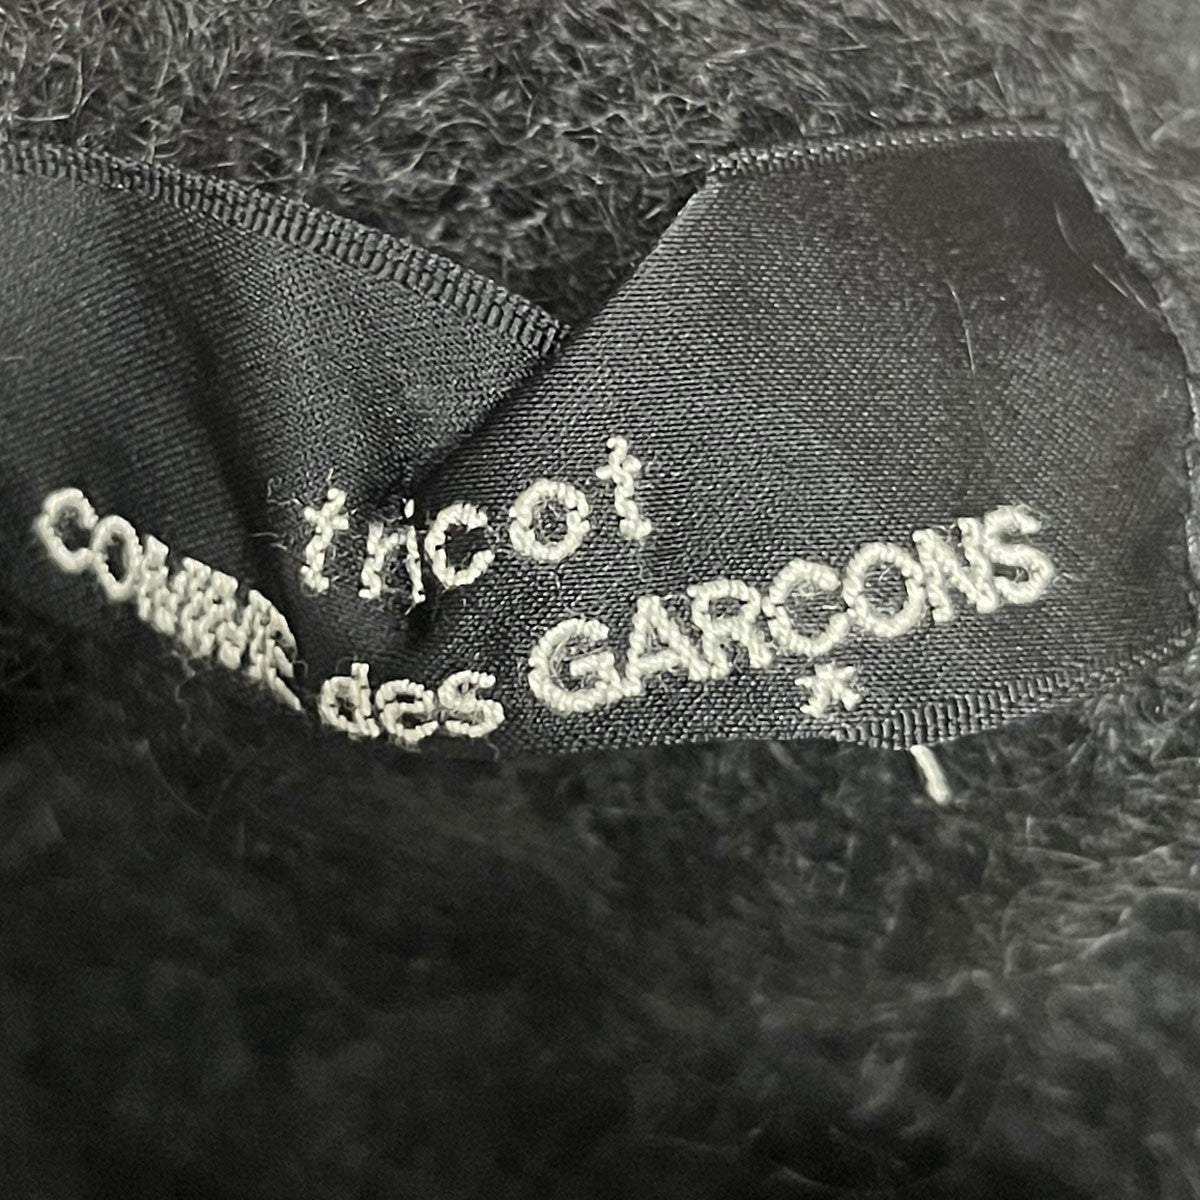 tricot
COMME des GARCONS
*